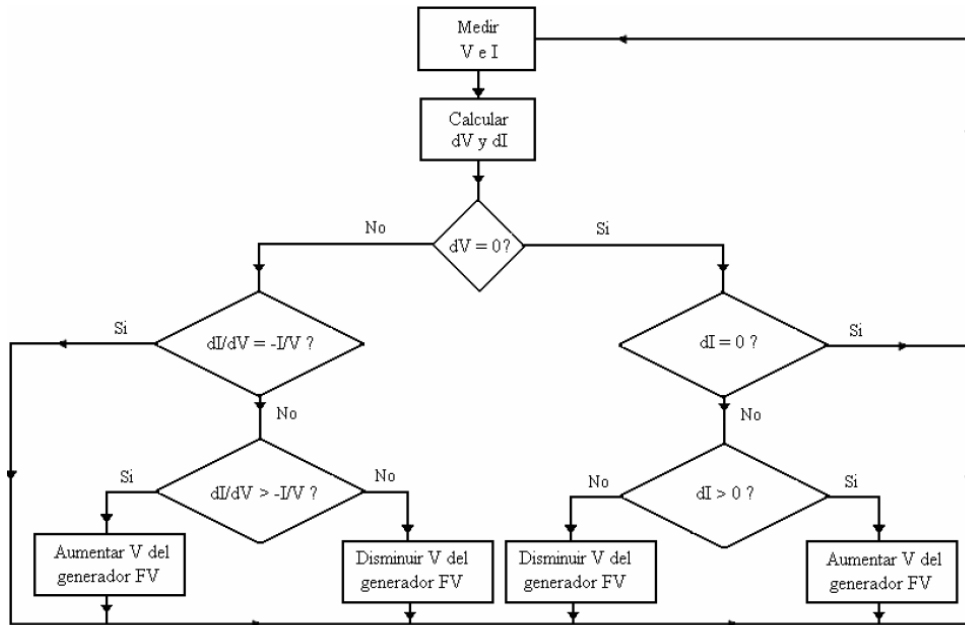 Medir
V e I
Calcular
dV y dI
dV = 0?
No
Si
dI/dV = -I/V ?
Si
No
dI = 0 ?
Si
No
dI/dV > -I/V ?
Si
No
dI > 0 ?
No
Si
Aumentar V del
generador FV
Disminuir V del
generador FV
Disminuir V del
generador FV
Aumentar V del
generador FV